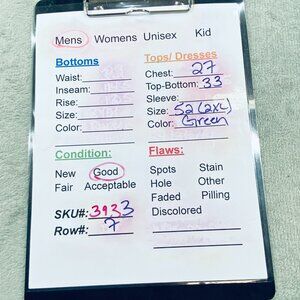 Mens Womens Unisex Kid
Bottoms
Waist:
Inseam:
Rise:
Size:
Color:
Tops/ Dresses
Chest: 27
Top-Bottom: 33
Sleeve:
Size: 52 (2XL)
Color: Green
Condition:
New Good
Fair Acceptable
SKU#: 3933
Row#: 7
Flaws:
Spots Stain
Hole Other
Faded Pilling
Discolored